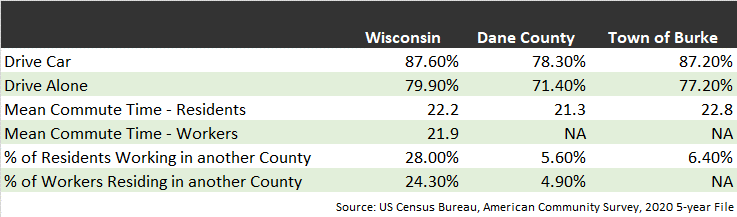 Wisconsin Dane County Town of Burke
Drive Car 87.60% 78.30% 87.20%
Drive Alone 79.90% 71.40% 77.20%
Mean Commute Time - Residents 22.2 21.3 22.8
Mean Commute Time - Workers 21.9 NA NA
% of Residents Working in another County 28.00% 5.60% 6.40%
% of Workers Residing in another County 24.30% 4.90% NA
Source: US Census Bureau, American Community Survey, 2020 5-year File